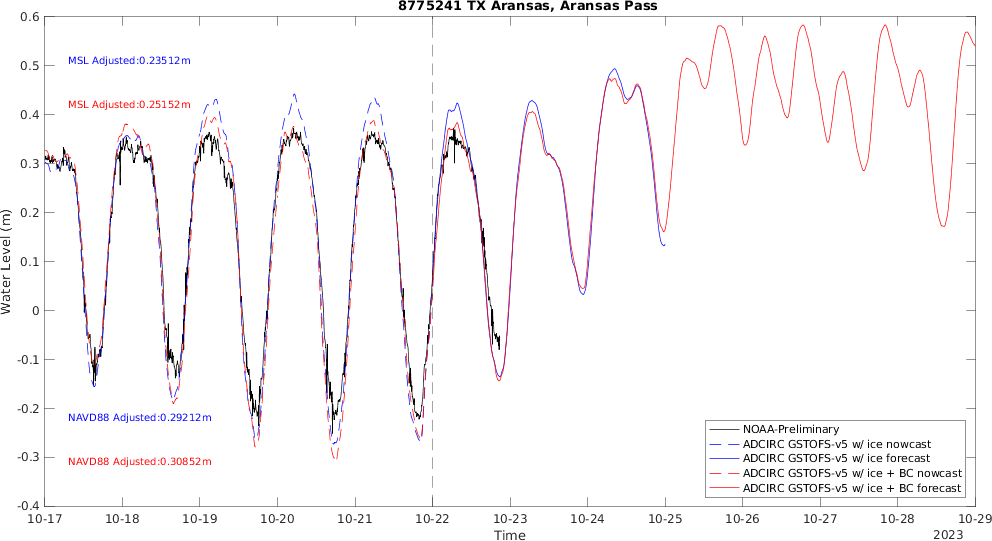 8775241 TX Aransas, Aransas Pass
0.6
0.5
0.4
0.3
0.2
0.1
0
-0.1
-0.2
-0.3
-0.4
Water Level (m)
MSL Adjusted:0.23512m
MSL Adjusted:0.25152m
NAVD88 Adjusted:0.29212m
NAVD88 Adjusted:0.30852m
NOAA-Preliminary
ADCIRC GSTOFS-v5 w/ ice nowcast
ADCIRC GSTOFS-v5 w/ ice forecast
ADCIRC GSTOFS-v5 w/ ice + BC nowcast
ADCIRC GSTOFS-v5 w/ ice + BC forecast
10-17 10-18 10-19 10-20 10-21 10-22 10-23 10-24 10-25 10-26 10-27 10-28 10-29
Time
2023